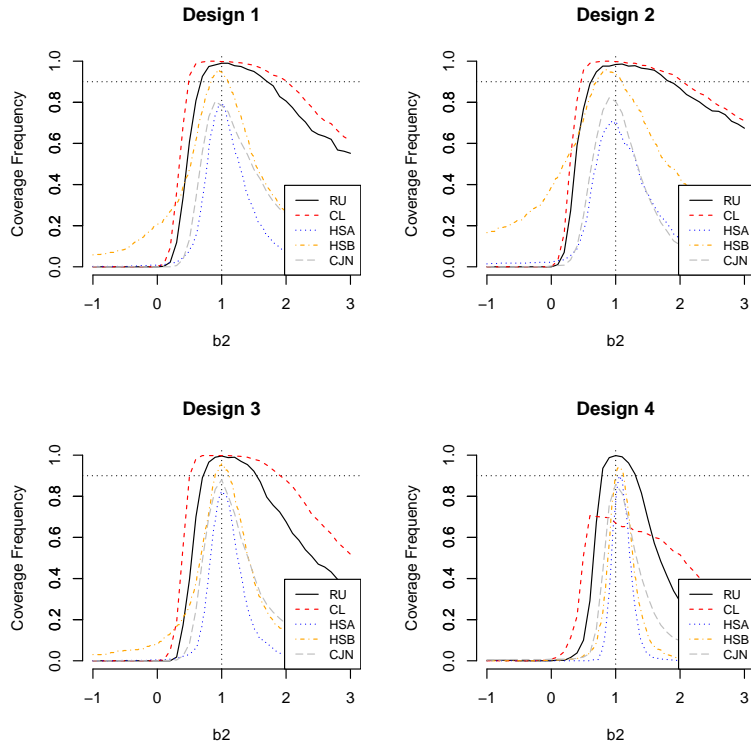 Design 1
Coverage Frequency
1.0
0.8
0.6
0.4
0.2
0.0
−1 0 1 2 3
b2
RU
CL
HSA
HSB
CJN
Design 2
Coverage Frequency
1.0
0.8
0.6
0.4
0.2
0.0
−1 0 1 2 3
b2
RU
CL
HSA
HSB
CJN
Design 3
Coverage Frequency
1.0
0.8
0.6
0.4
0.2
0.0
−1 0 1 2 3
b2
RU
CL
HSA
HSB
CJN
Design 4
Coverage Frequency
1.0
0.8
0.6
0.4
0.2
0.0
−1 0 1 2 3
b2
RU
CL
HSA
HSB
CJN